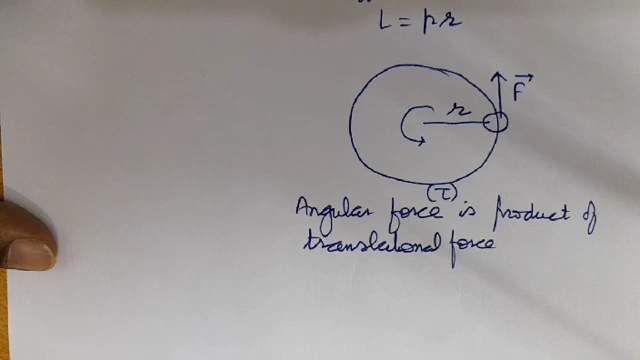 L = pr
r
F
(τ)
Angular force is product of
translational force